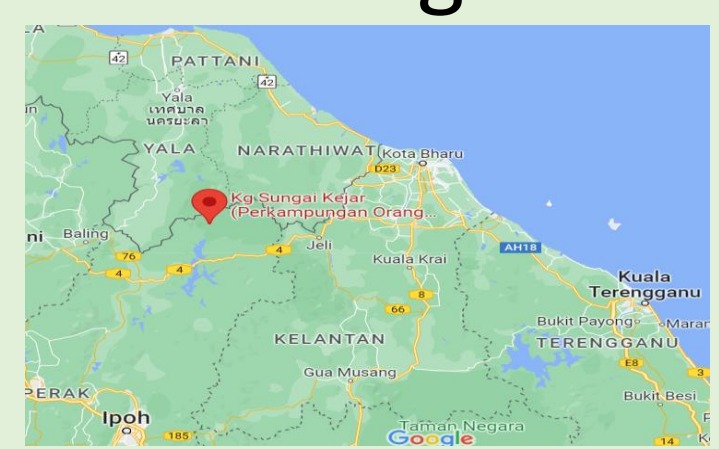 g
42
PATTANI
42
Yala
เทศบาล
นครยะลา
YALA
NARATHIWAT
Kota Bharu
D23
Kg Sungai Kejar
(Perkampungan Orang...
ni
Baling
76
4
4
4
Jeli
AH18
Kuala Krai
Kuala
Terengganu
8
66
Bukit Payong
Maran
KELANTAN
TERENGGANU
E8
3
Gua Musang
PERAK
Bukit Besi
Ipoh
185
Taman Negara
Google
14